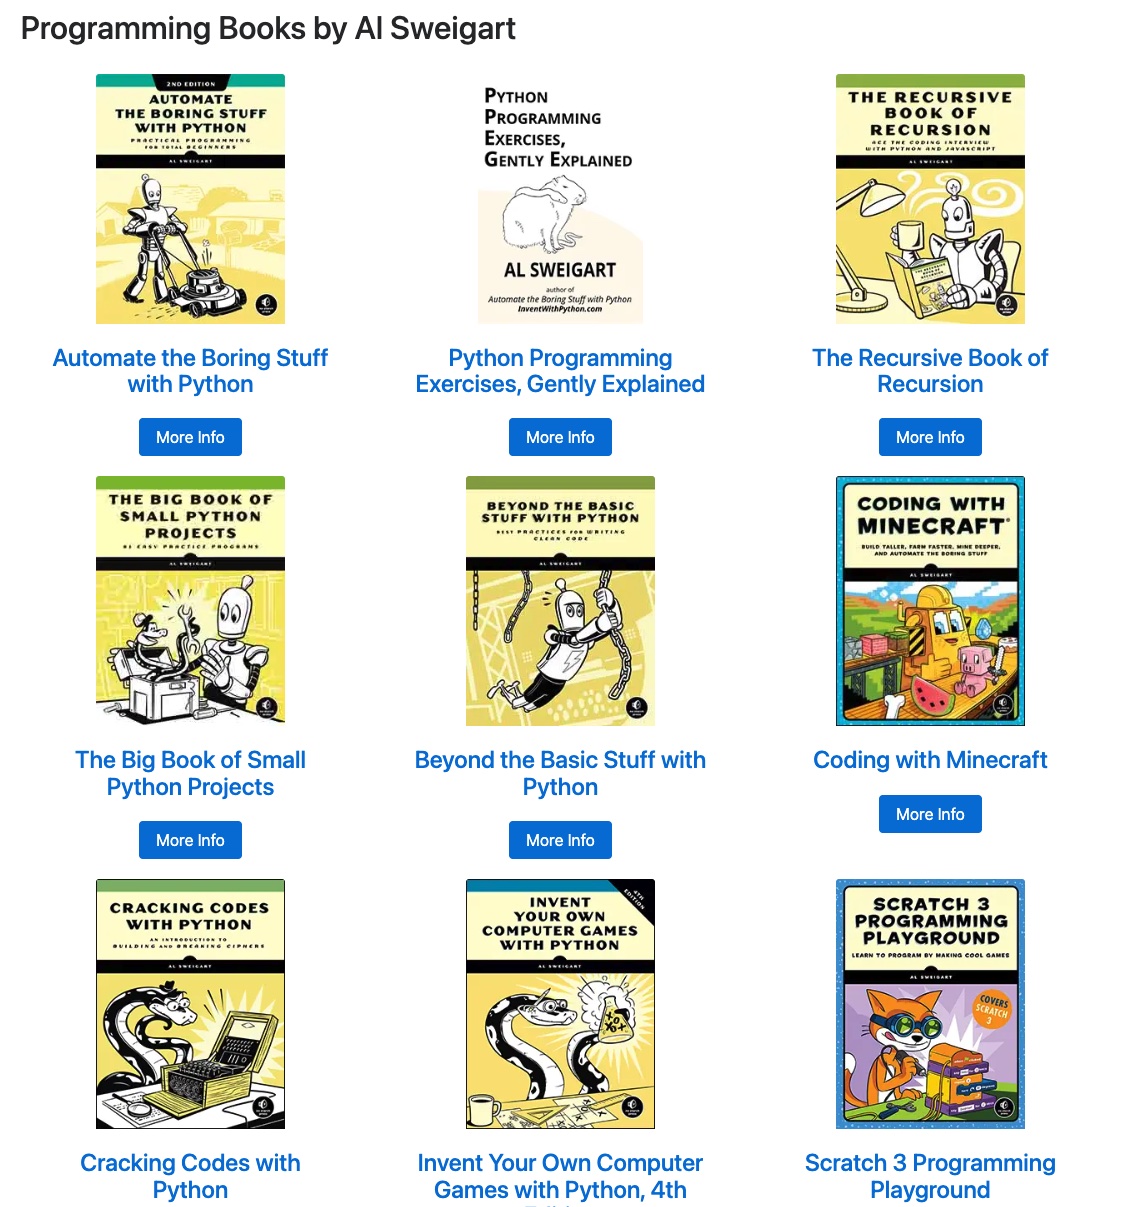 Programming Books by Al Sweigart
2ND EDITION
AUTOMATE
THE BORING STUFF
WITH PYTHON
PRACTICAL PROGRAMMING
FOR TOTAL BEGINNERS
AL SWEIGART
Automate the Boring Stuff
with Python
More Info
PYTHON
PROGRAMMING
EXERCISES,
GENTLY EXPLAINED
AL SWEIGART
author of
Automate the Boring Stuff with Python
InventWithPython.com
Python Programming
Exercises, Gently Explained
More Info
THE RECURSIVE
BOOK OF
RECURSION
ACE THE CODING INTERVIEW
WITH PYTHON AND JAVASCRIPT
AL SWEIGART
THE RECURSIVE
BOOK OF
RECURSION
The Recursive Book of
Recursion
More Info
THE BIG BOOK OF
SMALL PYTHON
PROJECTS
81 EASY PRACTICE PROGRAMS
AL SWEIGART
The Big Book of Small
Python Projects
More Info
BEYOND THE BASIC
STUFF WITH PYTHON
BEST PRACTICES FOR WRITING
CLEAN CODE
AL SWEIGART
Beyond the Basic Stuff with
Python
More Info
CODING WITH
MINECRAFT®
BUILD TALLER, FARM FASTER, MINE DEEPER,
AND AUTOMATE THE BORING STUFF
AL SWEIGART
Coding with Minecraft
More Info
CRACKING CODES
WITH PYTHON
AN INTRODUCTION TO
BUILDING AND BREAKING CIPHERS
AL SWEIGART
Cracking Codes with
Python
4TH
EDITION
INVENT
YOUR OWN
COMPUTER GAMES
WITH PYTHON
AL SWEIGART
Invent Your Own Computer
Games with Python, 4th
SCRATCH 3
PROGRAMMING
PLAYGROUND
LEARN TO PROGRAM BY MAKING COOL GAMES
AL SWEIGART
COVERS
SCRATCH
3
Scratch 3 Programming
Playground